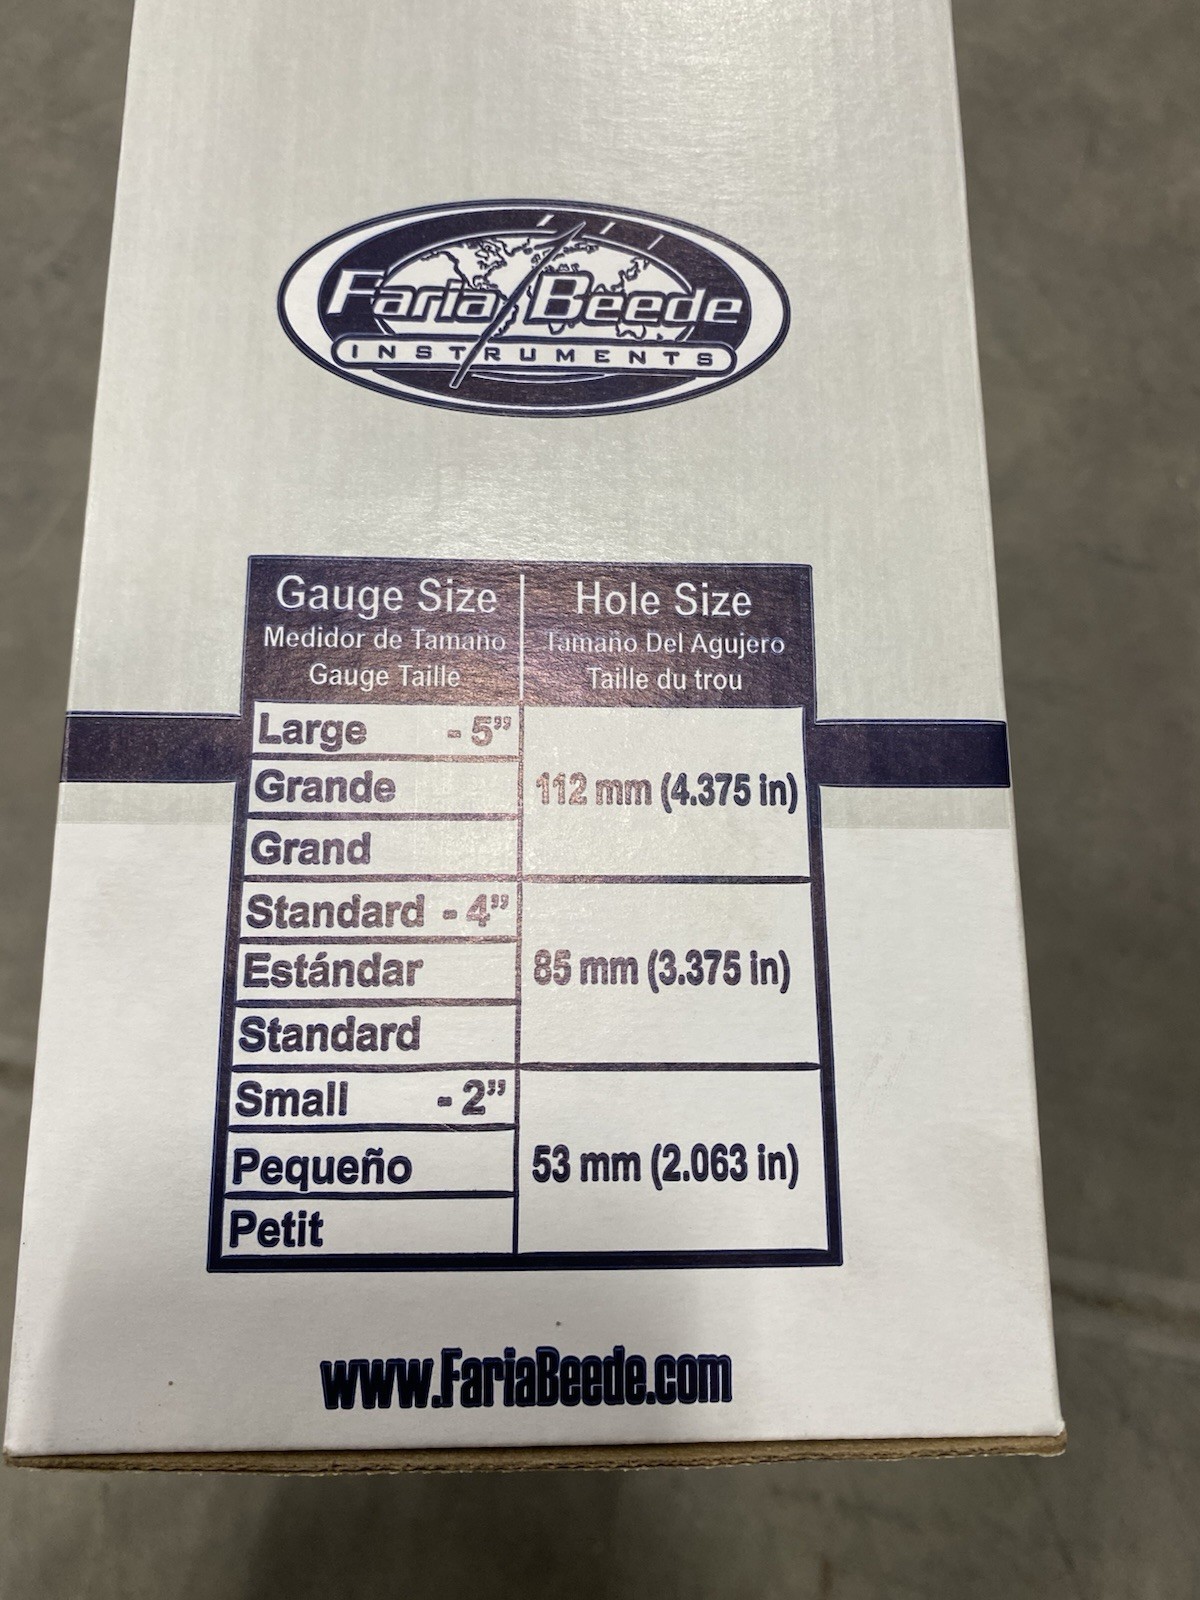 Faria Beede
INSTRUMENTS
Gauge Size
Medidor de Tamano
Gauge Taille
Hole Size
Tamaño Del Agujero
Taille du trou
Large - 5”
Grande
Grand
112 mm (4.375 in)
Standard - 4”
Estándar
Standard
85 mm (3.375 in)
Small - 2”
Pequeño
Petit
53 mm (2.063 in)
www.FariaBeede.com